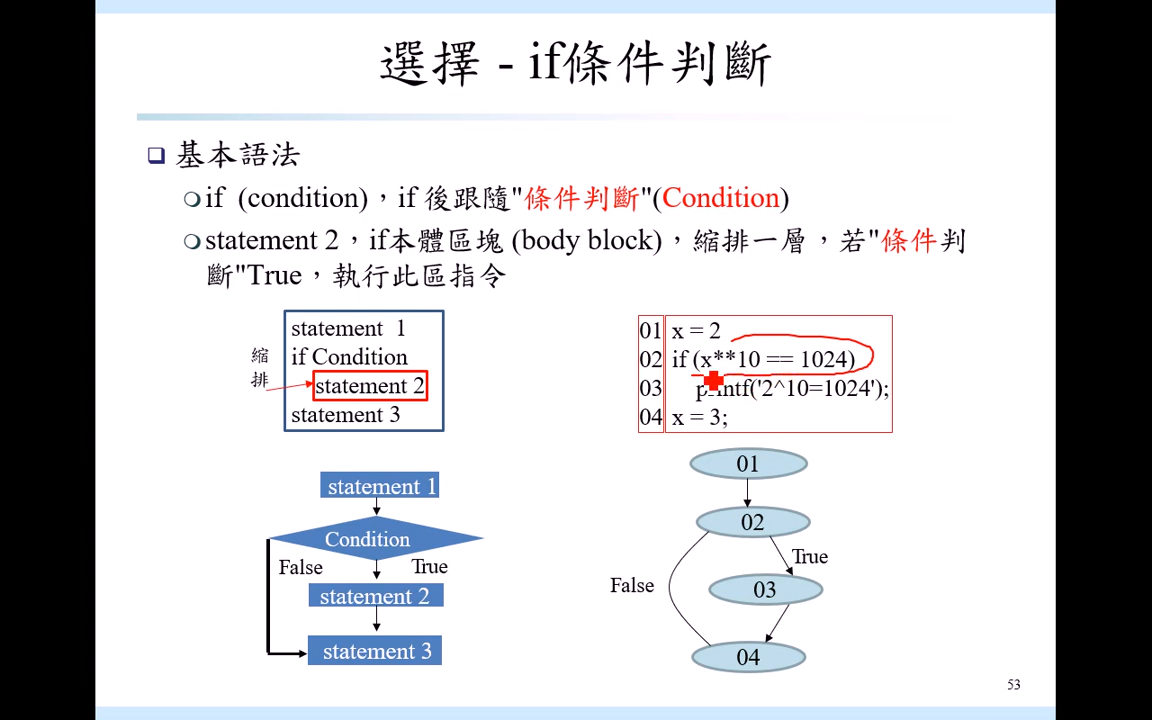 選擇 - if條件判斷
基本語法
if (condition)，if 後跟隨"條件判斷"(Condition)
statement 2，if本體區塊 (body block)，縮排一層，若"條件判
斷"True，執行此區指令
縮
排
statement 1
if Condition
statement 2
statement 3
01 x = 2
02 if (x**10 == 1024)
03 printf('2^10=1024');
04 x = 3;
statement 1
Condition
False
True
statement 2
statement 3
01
02
True
False
03
04
53